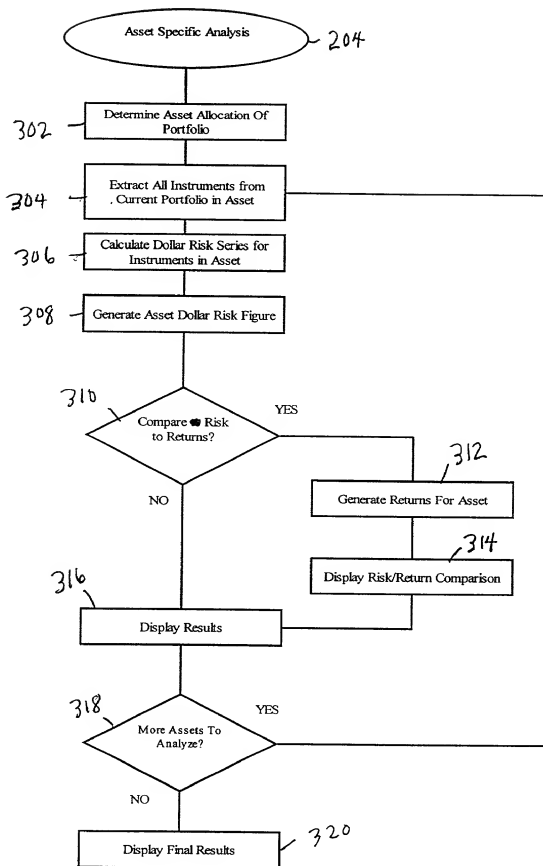 Asset Specific Analysis
204
Determine Asset Allocation Of
Portfolio
302
Extract All Instruments from
. Current Portfolio in Asset
304
Calculate Dollar Risk Series for
Instruments in Asset
306
Generate Asset Dollar Risk Figure
308
310
Compare Risk
to Returns?
YES
NO
312
Generate Returns For Asset
314
Display Risk/Return Comparison
316
Display Results
318
More Assets To
Analyze?
YES
NO
Display Final Results
320